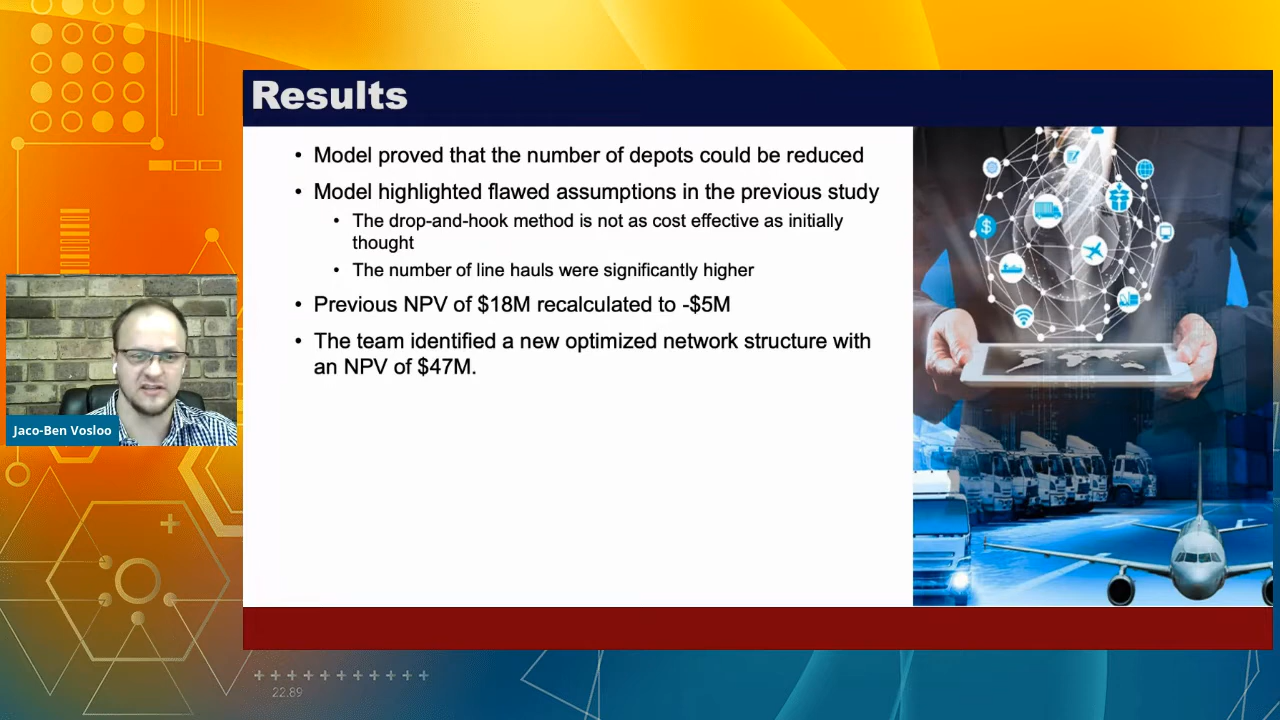 Results
• Model proved that the number of depots could be reduced
• Model highlighted flawed assumptions in the previous study
• The drop-and-hook method is not as cost effective as initially
thought
• The number of line hauls were significantly higher
• Previous NPV of $18M recalculated to -$5M
• The team identified a new optimized network structure with
an NPV of $47M.
Jaco-Ben Vosloo
22.89